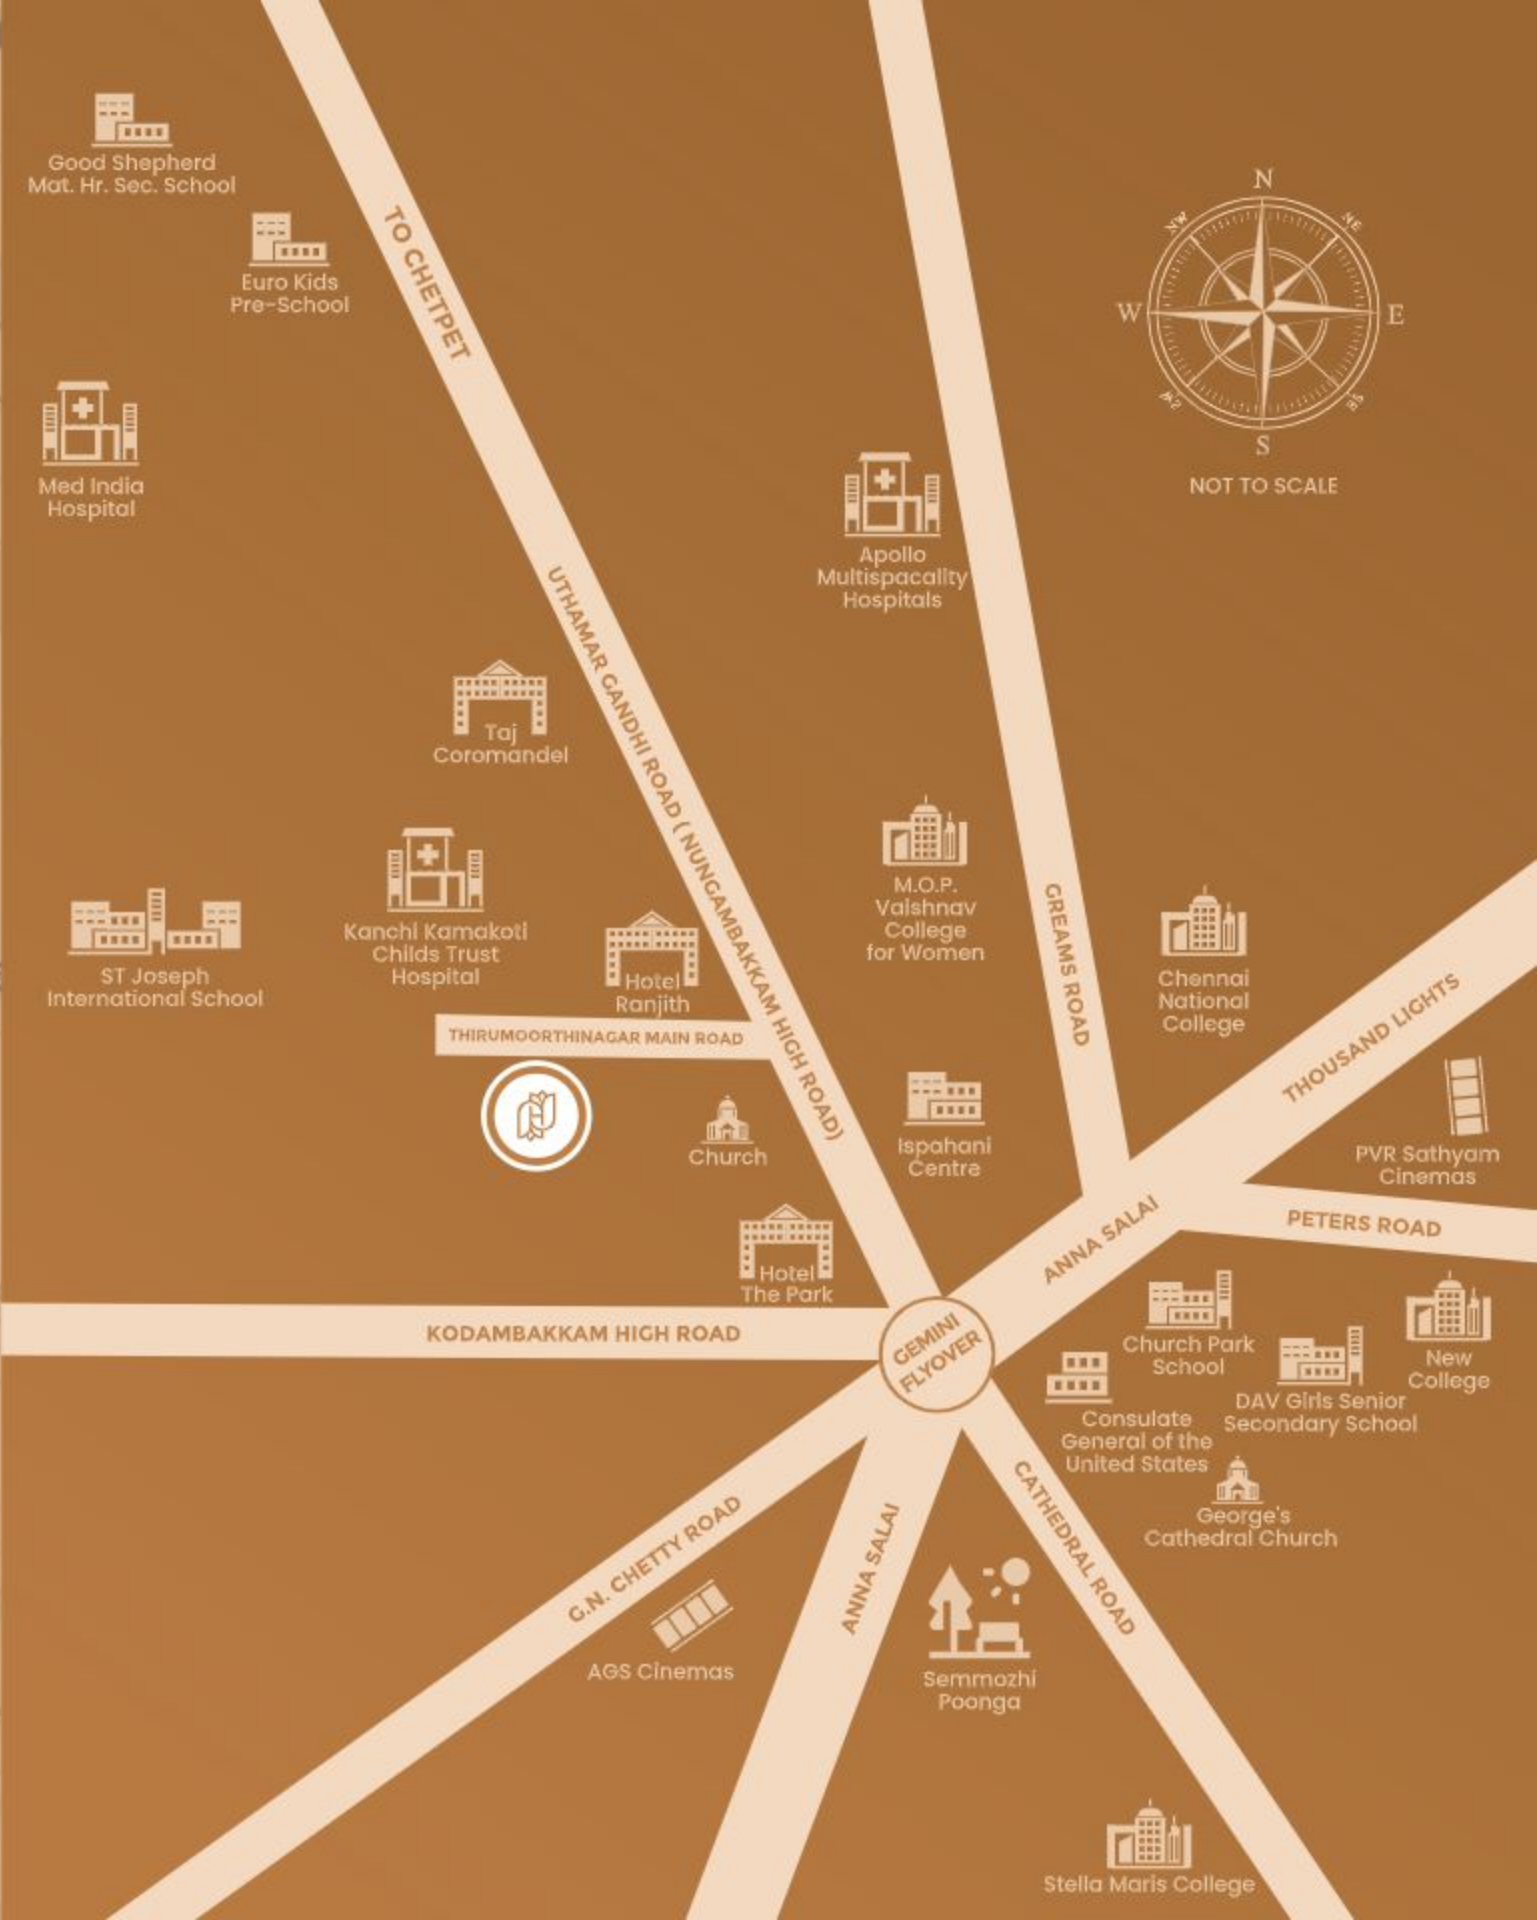 Good Shepherd
Mat. Hr. Sec. School
Euro Kids
Pre-School
TO CHETPET
N
NW
NE
W
E
SW
SE
S
NOT TO SCALE
Med India
Hospital
Apollo
Multispacality
Hospitals
UTHAMAR GANDHI ROAD ( NUNGAMBAKKAM HIGH ROAD)
Taj
Coromandel
M.O.P.
Vaishnav
College
for Women
GREAMS ROAD
Kanchi Kamakoti
Childs Trust
Hospital
ST Joseph
International School
Hotel
Ranjith
Chennai
National
College
THIRUMOORTHINAGAR MAIN ROAD
THOUSAND LIGHTS
Church
Ispahani
Centre
PVR Sathyam
Cinemas
ANNA SALAI
PETERS ROAD
Hotel
The Park
KODAMBAKKAM HIGH ROAD
GEMINI
FLYOVER
Church Park
School
New
College
DAV Girls Senior
Secondary School
Consulate
General of the
United States
George's
Cathedral Church
G.N. CHETTY ROAD
ANNA SALAI
CATHEDRAL ROAD
AGS Cinemas
Semmozhi
Poonga
Stella Maris College